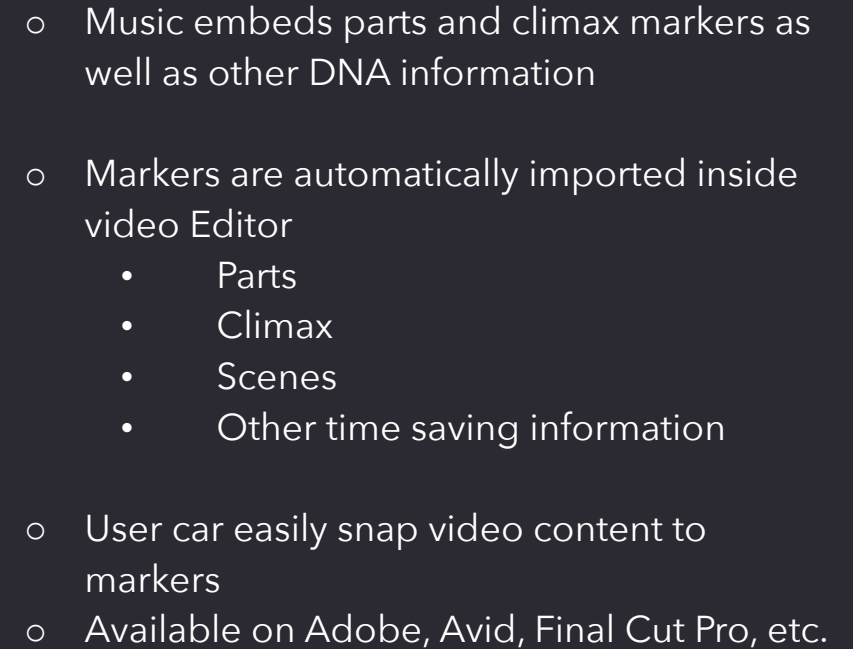 ○ Music embeds parts and climax markers as
well as other DNA information
○ Markers are automatically imported inside
video Editor
• Parts
• Climax
• Scenes
• Other time saving information
○ User car easily snap video content to
markers
○ Available on Adobe, Avid, Final Cut Pro, etc.